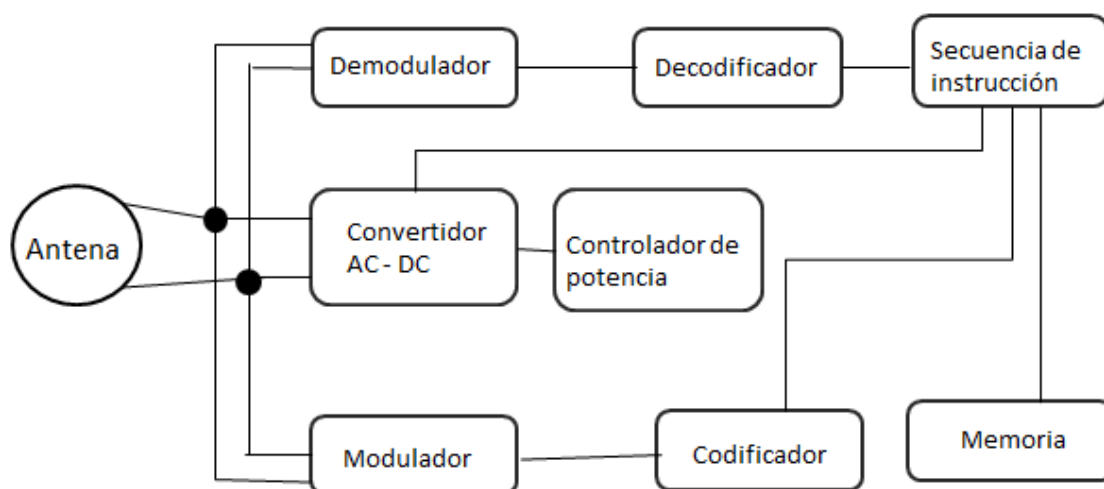 Demodulador
Decodificador
Secuencia de
instrucción
Antena
Convertidor
AC - DC
Controlador de
potencia
Modulador
Codificador
Memoria